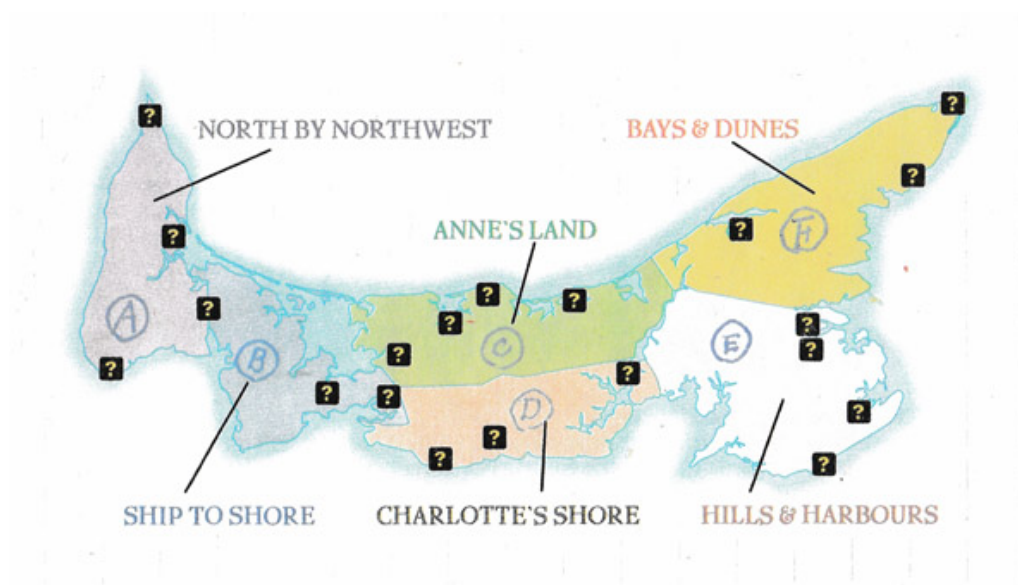 ?
NORTH BY NORTHWEST
BAYS & DUNES
?
?
?
?
ANNE'S LAND
F
?
?
?
?
A
?
?
E
?
B
C
?
?
?
?
?
D
?
?
?
?
SHIP TO SHORE
CHARLOTTE'S SHORE
HILLS & HARBOURS